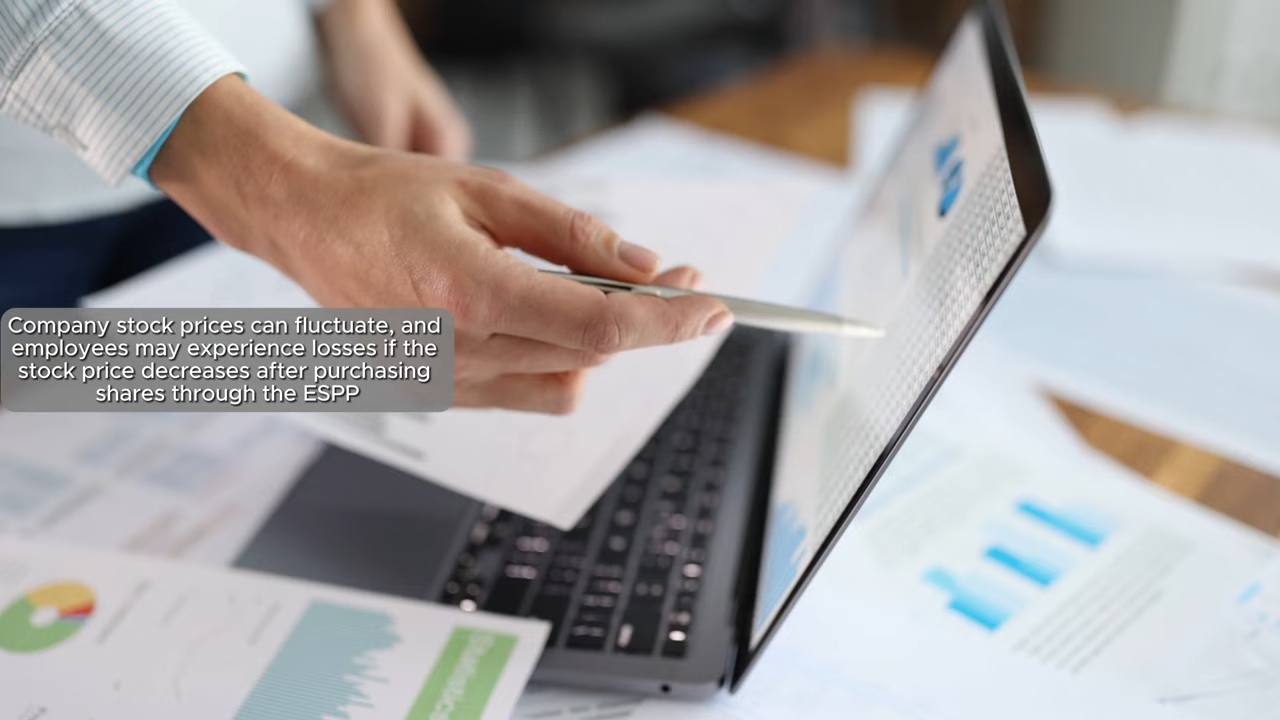 Company stock prices can fluctuate, and
employees may experience losses if the
stock price decreases after purchasing
shares through the ESPP
Statistics